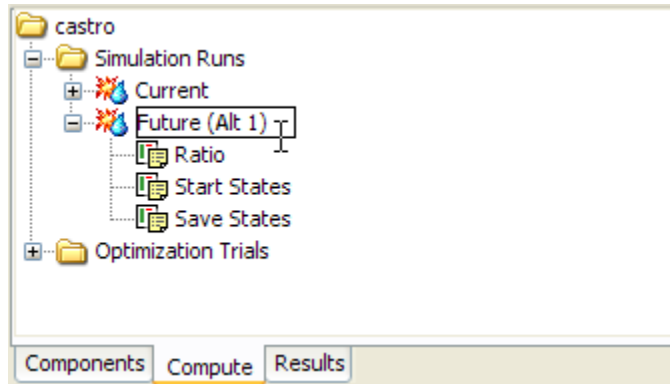 castro
Simulation Runs
Current
Future (Alt 1)
Ratio
Start States
Save States
Optimization Trials
Components Compute Results